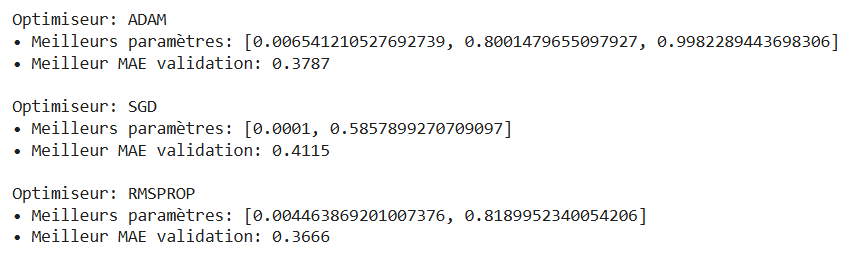 Optimiseur: ADAM
• Meilleurs paramètres: [0.006541210527692739, 0.8001479655097927, 0.9982289443698306]
• Meilleur MAE validation: 0.3787
Optimiseur: SGD
• Meilleurs paramètres: [0.0001, 0.5857899270709097]
• Meilleur MAE validation: 0.4115
Optimiseur: RMSPROP
• Meilleurs paramètres: [0.004463869201007376, 0.8189952340054206]
• Meilleur MAE validation: 0.3666